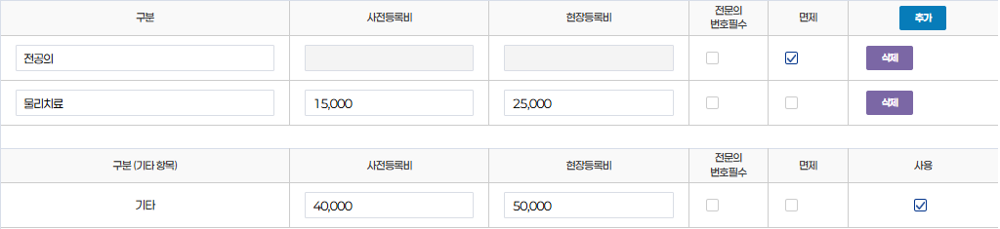 구분 사전등록비 현장등록비 전문의 번호필수 면제 추가
전공의 삭제
물리치료 15,000 25,000 삭제
구분 (기타 항목) 사전등록비 현장등록비 전문의 번호필수 면제 사용
기타 40,000 50,000